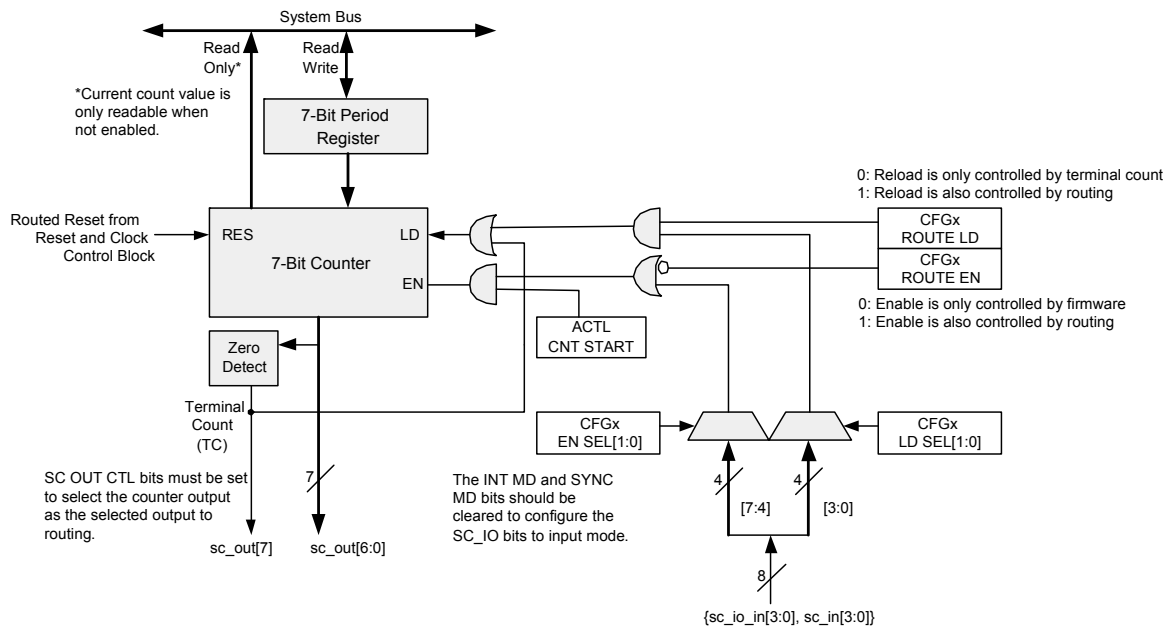 System Bus
Read
Only*
Read
Write
*Current count value is
only readable when
not enabled.
7-Bit Period
Register
0: Reload is only controlled by terminal count
1: Reload is also controlled by routing
Routed Reset from
Reset and Clock
Control Block
RES
LD
7-Bit Counter
EN
CFGx
ROUTE LD
CFGx
ROUTE EN
0: Enable is only controlled by firmware
1: Enable is also controlled by routing
ACTL
CNT START
Zero
Detect
Terminal
Count
(TC)
CFGx
EN SEL[1:0]
CFGx
LD SEL[1:0]
SC OUT CTL bits must be set
to select the counter output
as the selected output to
routing.
7
The INT MD and SYNC
MD bits should be
cleared to configure the
SC_IO bits to input mode.
4
4
[7:4]
[3:0]
sc_out[7]
sc_out[6:0]
8
{sc_io_in[3:0], sc_in[3:0]}